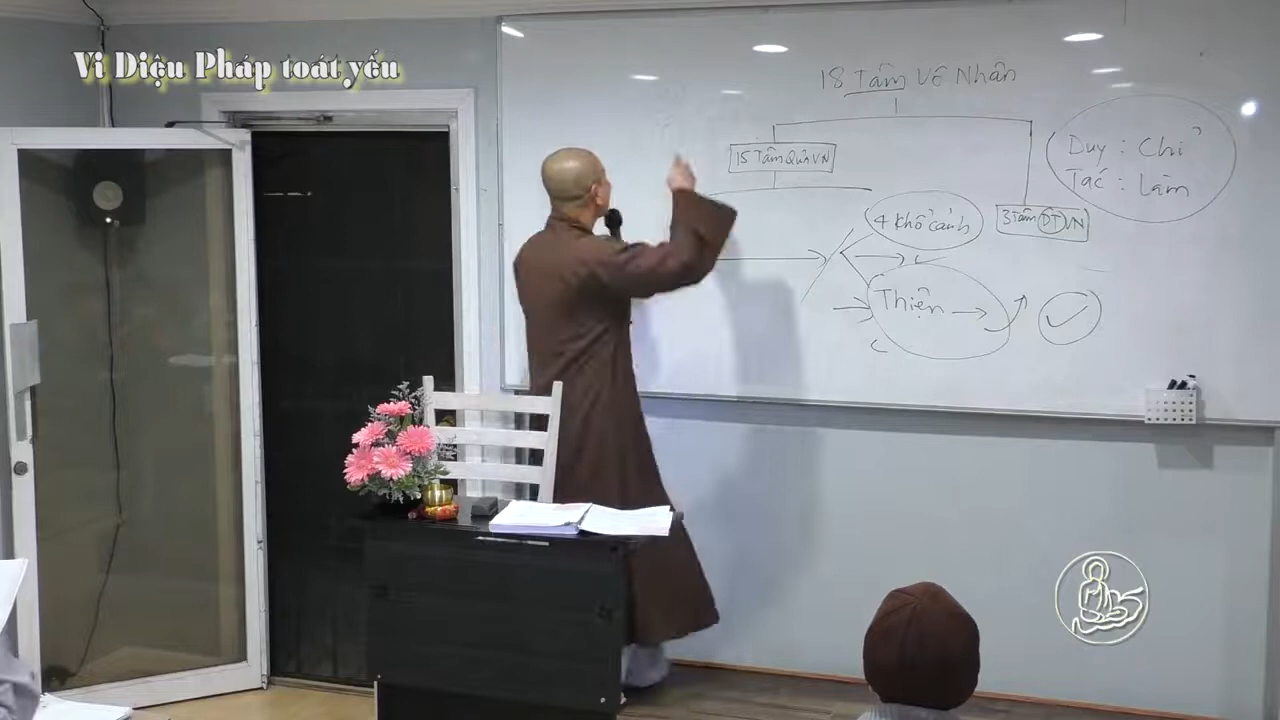 Vi Diệu Pháp toát yếu
18 Tâm Vô Nhân
15 Tâm Quả VN
Duy : Chỉ
Tác : Làm
4 khổ cảnh
3 Tâm DT VN
Thiện